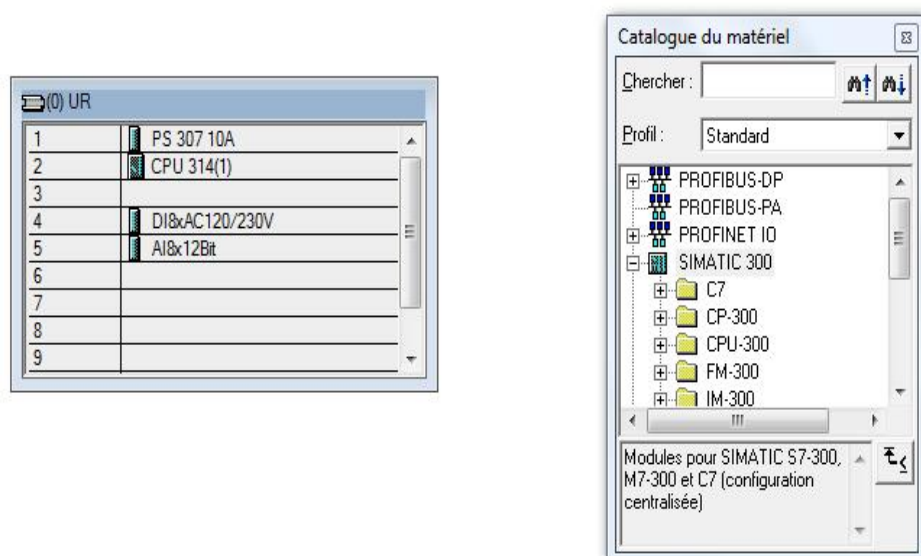 (0) UR
1 PS 307 10A
2 CPU 314(1)
3
4 DI8xAC120/230V
5 AI8x12Bit
6
7
8
9
Catalogue du matériel
Chercher :
Profil : Standard
PROFIBUS-DP
PROFIBUS-PA
PROFINET IO
SIMATIC 300
C7
CP-300
CPU-300
FM-300
IM-300
Modules pour SIMATIC S7-300,
M7-300 et C7 (configuration
centralisée)